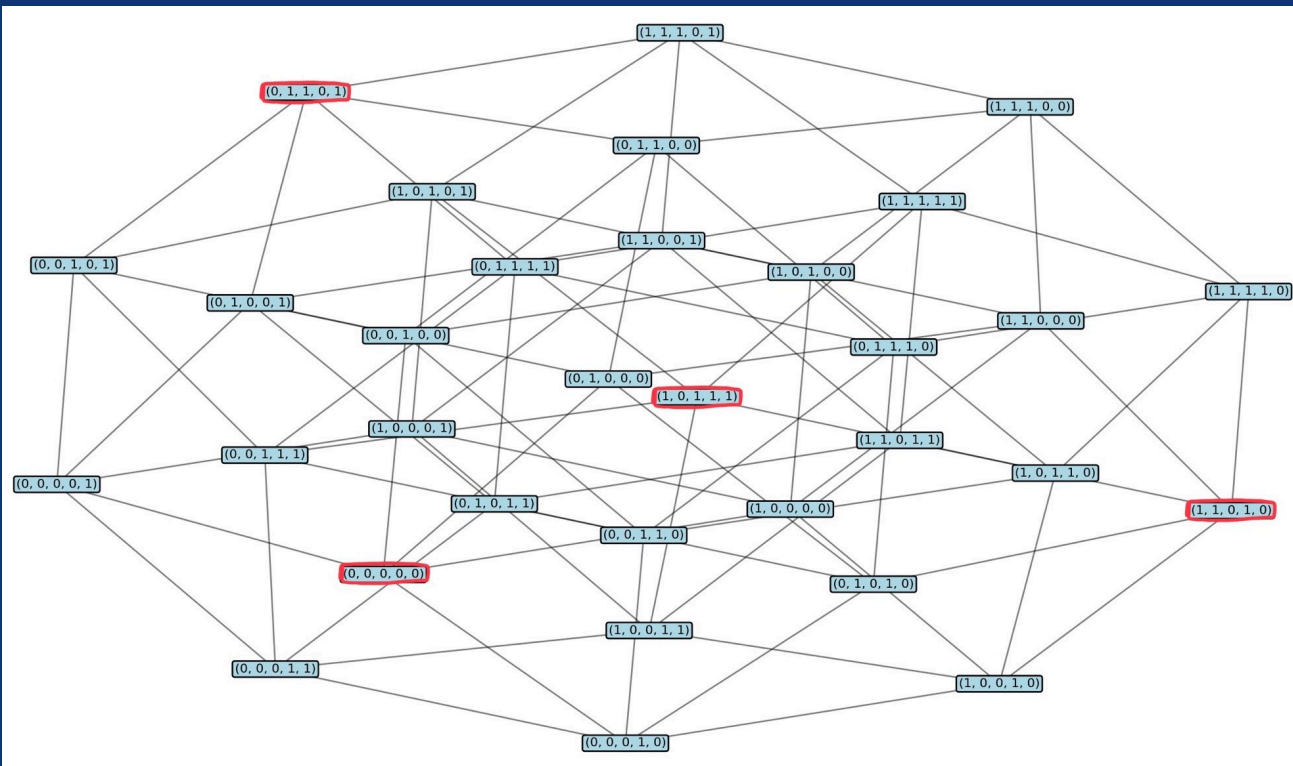 (1, 1, 1, 0, 1)
(0, 1, 1, 0, 1)
(1, 1, 1, 0, 0)
(0, 1, 1, 0, 0)
(1, 0, 1, 0, 1)
(1, 1, 1, 1, 1)
(1, 1, 0, 0, 1)
(0, 0, 1, 0, 1)
(0, 1, 1, 1, 1)
(1, 0, 1, 0, 0)
(1, 1, 1, 1, 0)
(0, 1, 0, 0, 1)
(1, 1, 0, 0, 0)
(0, 0, 1, 0, 0)
(0, 1, 1, 1, 0)
(0, 1, 0, 0, 0)
(1, 0, 1, 1, 1)
(1, 0, 0, 0, 1)
(1, 1, 0, 1, 1)
(0, 0, 1, 1, 1)
(1, 0, 1, 1, 0)
(0, 0, 0, 0, 1)
(0, 1, 0, 1, 1)
(1, 0, 0, 0, 0)
(1, 1, 0, 1, 0)
(0, 0, 1, 1, 0)
(0, 0, 0, 0, 0)
(0, 1, 0, 1, 0)
(1, 0, 0, 1, 1)
(0, 0, 0, 1, 1)
(1, 0, 0, 1, 0)
(0, 0, 0, 1, 0)